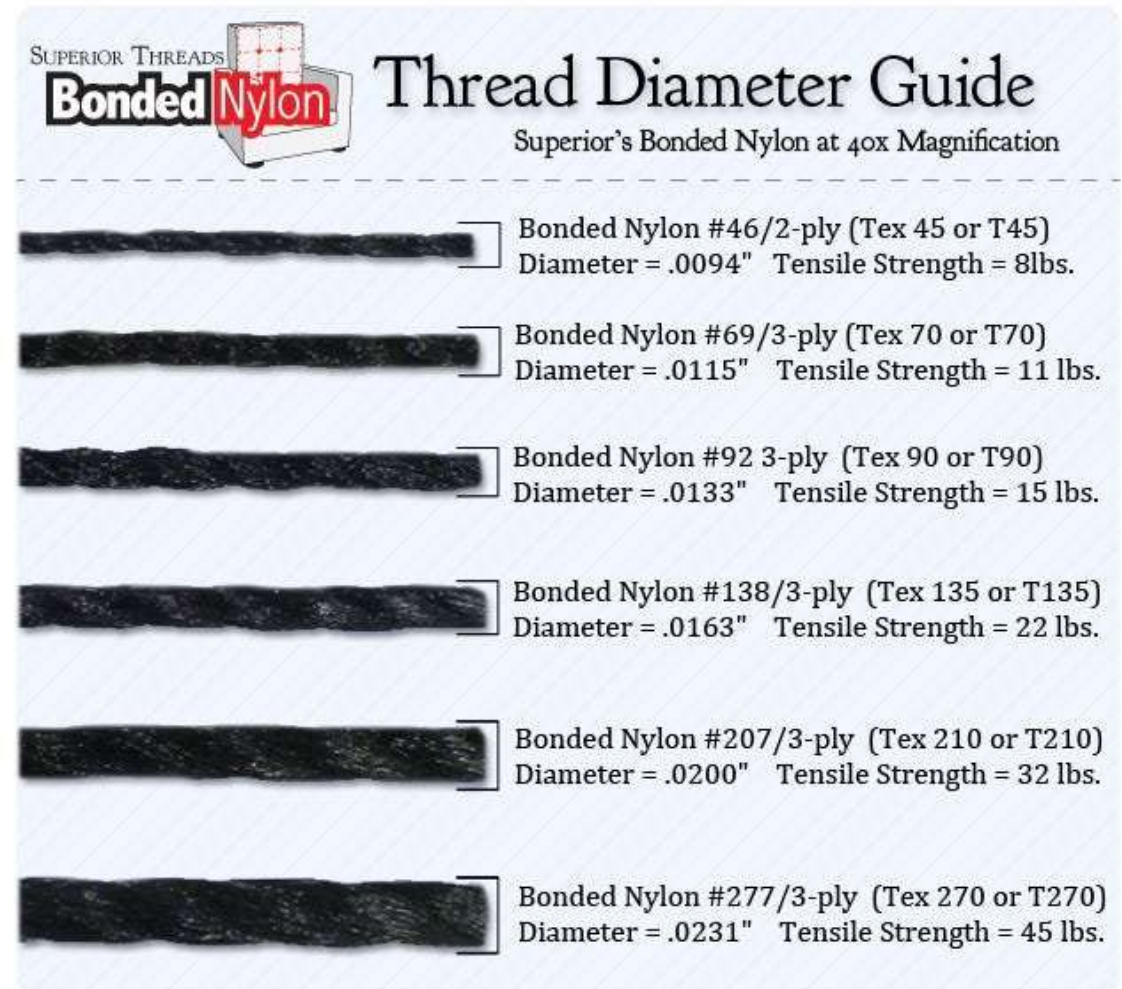 SUPERIOR THREADS
Bonded Nylon
Thread Diameter Guide
Superior's Bonded Nylon at 40x Magnification
Bonded Nylon #46/2-ply (Tex 45 or T45)
Diameter = .0094" Tensile Strength = 8lbs.
Bonded Nylon #69/3-ply (Tex 70 or T70)
Diameter = .0115" Tensile Strength = 11 lbs.
Bonded Nylon #92 3-ply (Tex 90 or T90)
Diameter = .0133" Tensile Strength = 15 lbs.
Bonded Nylon #138/3-ply (Tex 135 or T135)
Diameter = .0163" Tensile Strength = 22 lbs.
Bonded Nylon #207/3-ply (Tex 210 or T210)
Diameter = .0200" Tensile Strength = 32 lbs.
Bonded Nylon #277/3-ply (Tex 270 or T270)
Diameter = .0231" Tensile Strength = 45 lbs.